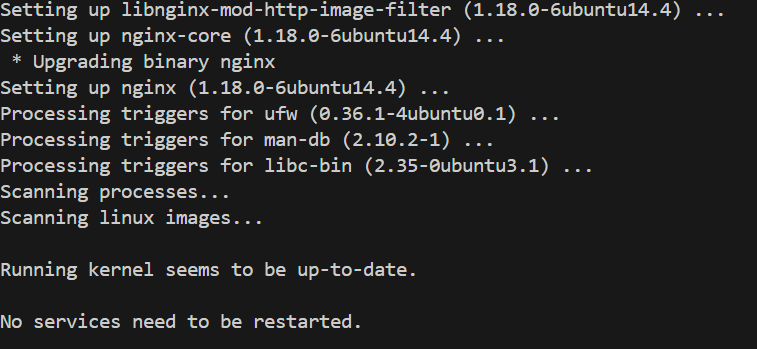 Setting up libnginx-mod-http-image-filter (1.18.0-6ubuntu14.4) ...
Setting up nginx-core (1.18.0-6ubuntu14.4) ...
 * Upgrading binary nginx
Setting up nginx (1.18.0-6ubuntu14.4) ...
Processing triggers for ufw (0.36.1-4ubuntu0.1) ...
Processing triggers for man-db (2.10.2-1) ...
Processing triggers for libc-bin (2.35-0ubuntu3.1) ...
Scanning processes...
Scanning linux images...
Running kernel seems to be up-to-date.
No services need to be restarted.